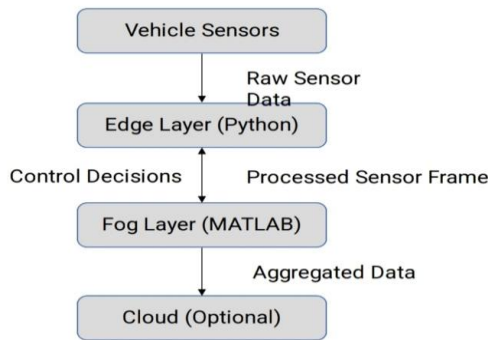 Vehicle Sensors
Raw Sensor
Data
Edge Layer (Python)
Control Decisions
Processed Sensor Frame
Fog Layer (MATLAB)
Aggregated Data
Cloud (Optional)